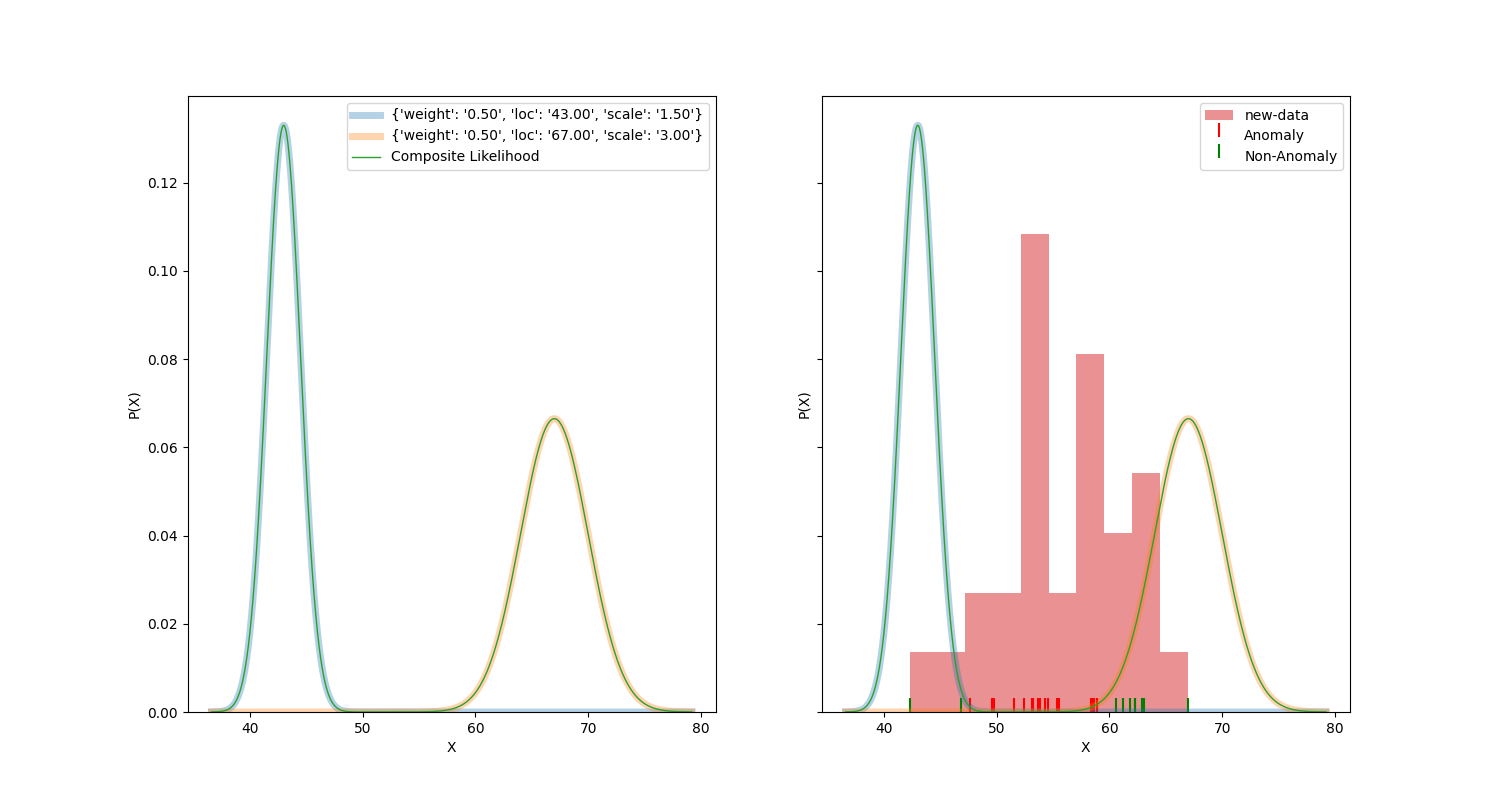 {'weight': '0.50', 'loc': '43.00', 'scale': '1.50'}
{'weight': '0.50', 'loc': '67.00', 'scale': '3.00'}
Composite Likelihood
0.12
0.10
0.08
0.06
0.04
0.02
0.00
P(X)
40 50 60 70 80
X
new-data
Anomaly
Non-Anomaly
P(X)
40 50 60 70 80
X